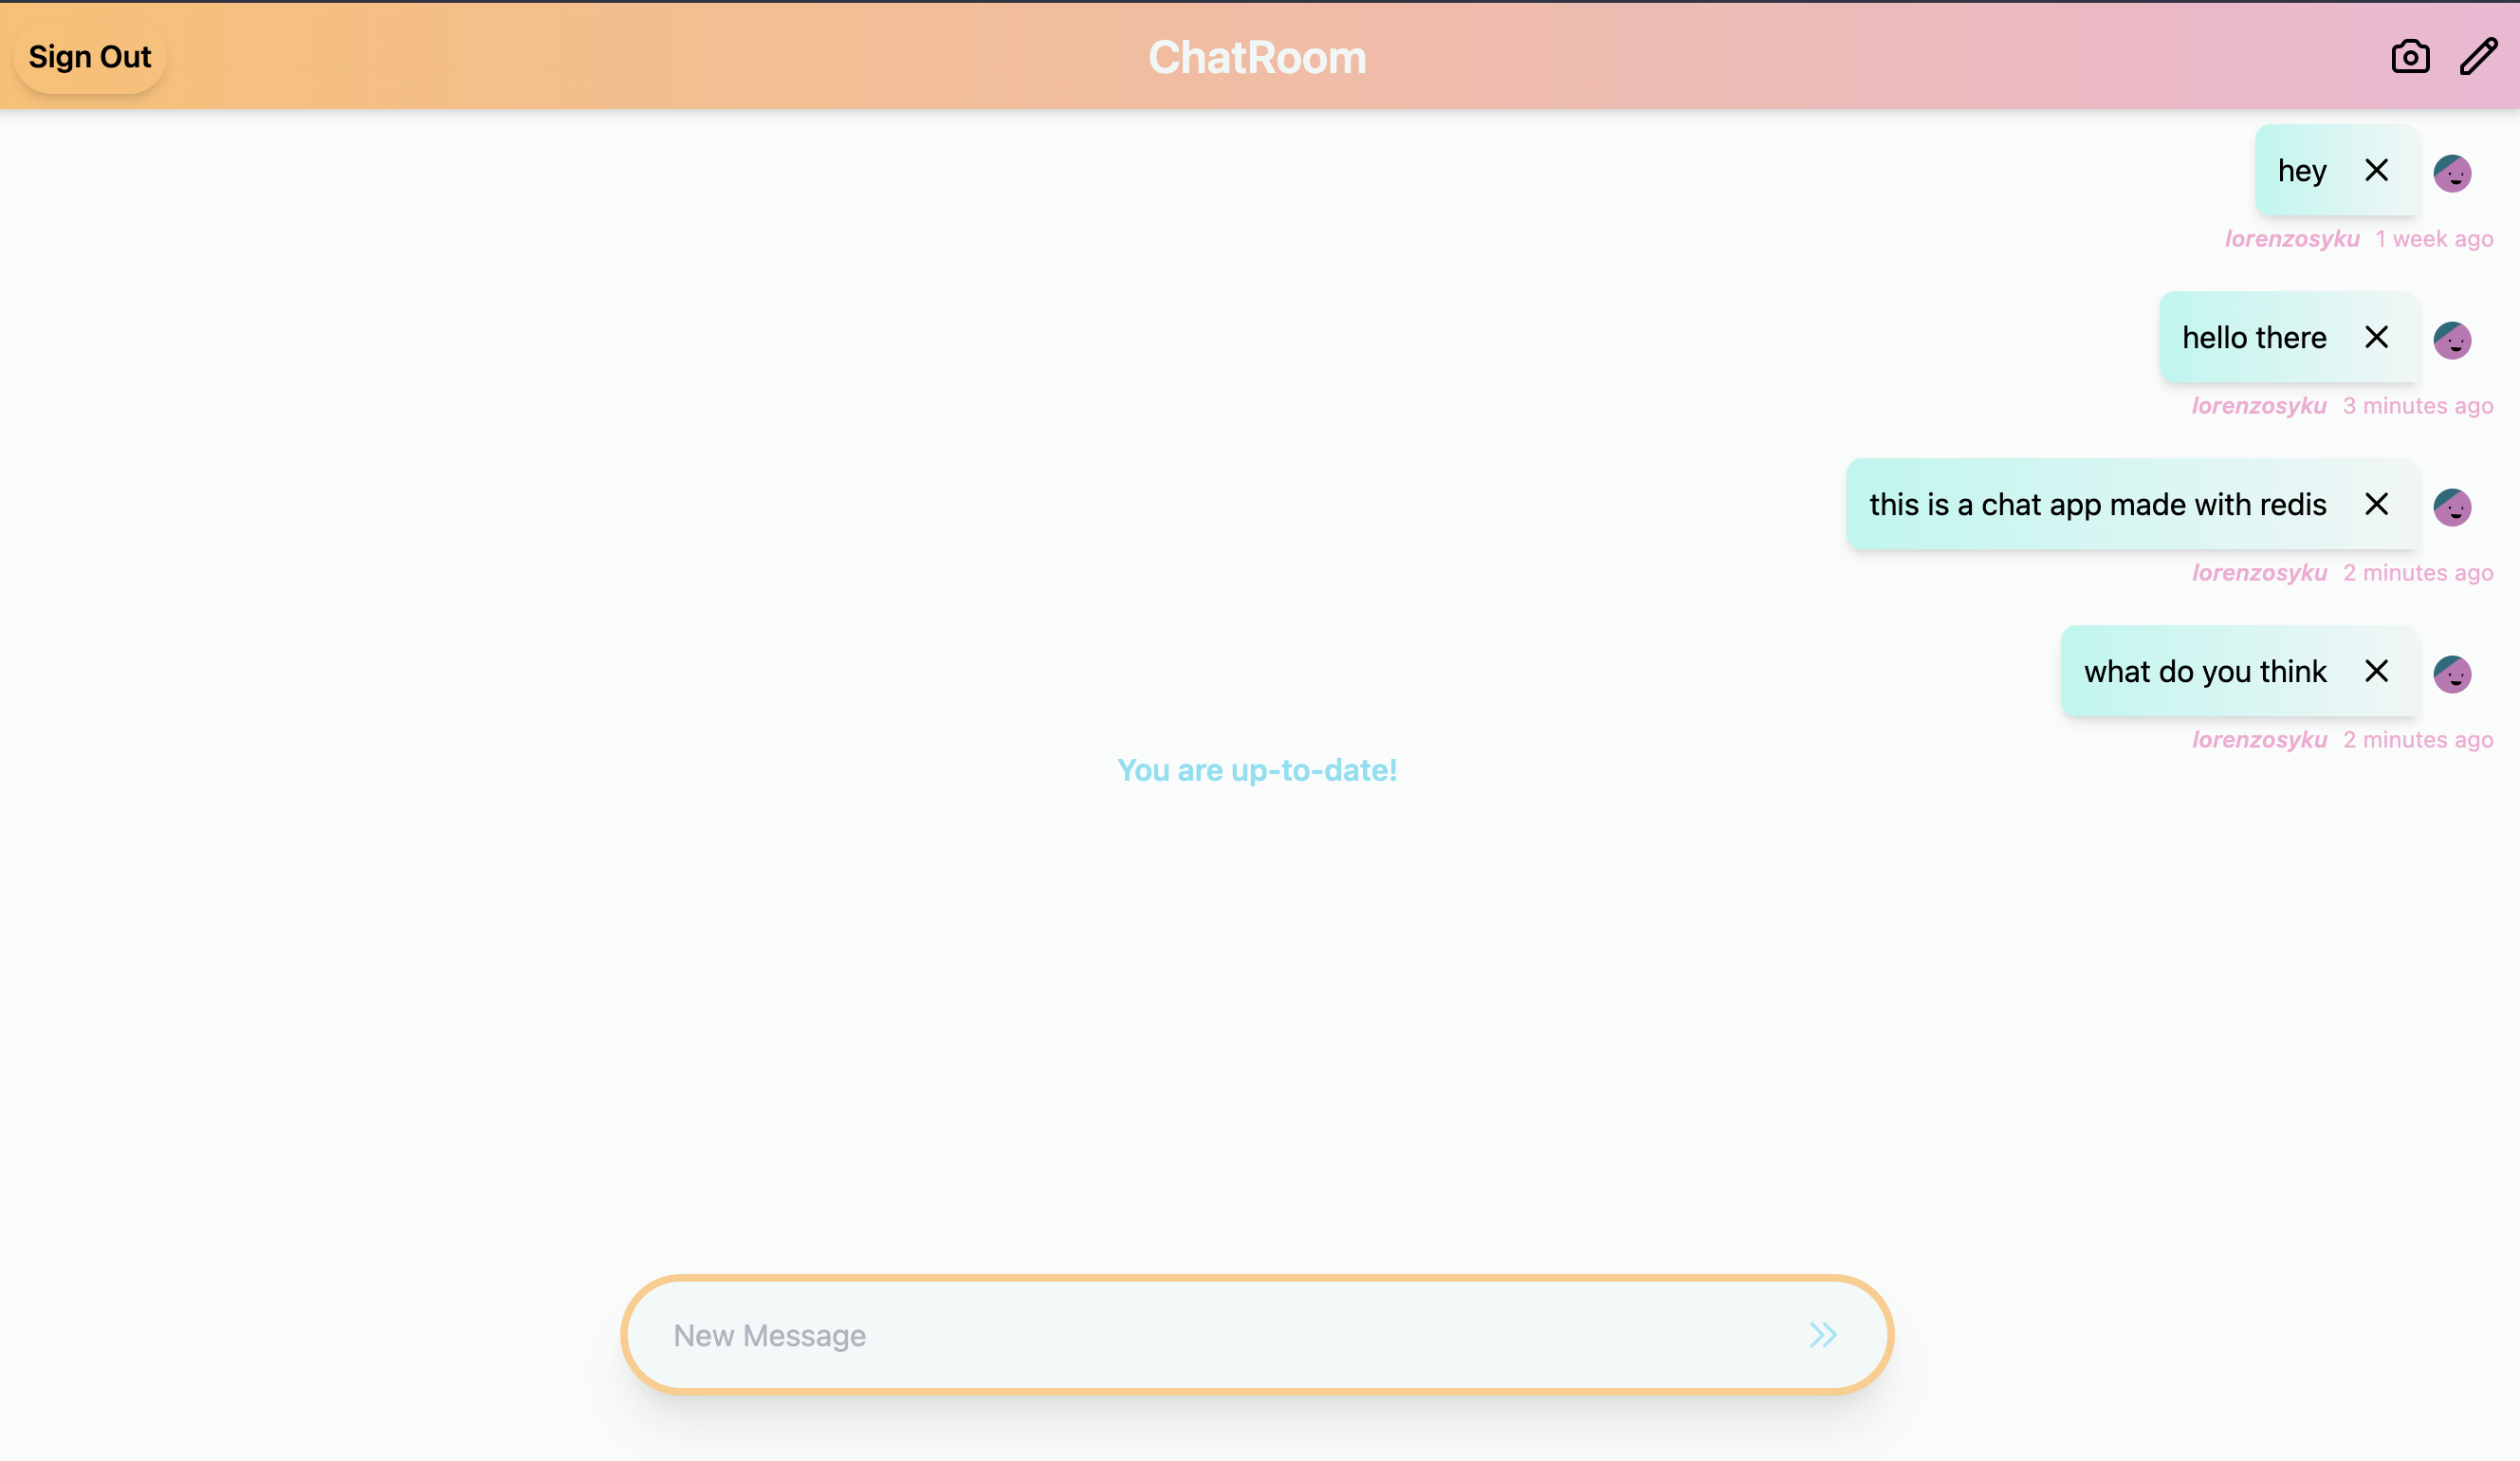 Sign Out
ChatRoom
hey
lorenzosyku 1 week ago
hello there
lorenzosyku 3 minutes ago
this is a chat app made with redis
lorenzosyku 2 minutes ago
what do you think
lorenzosyku 2 minutes ago
You are up-to-date!
New Message